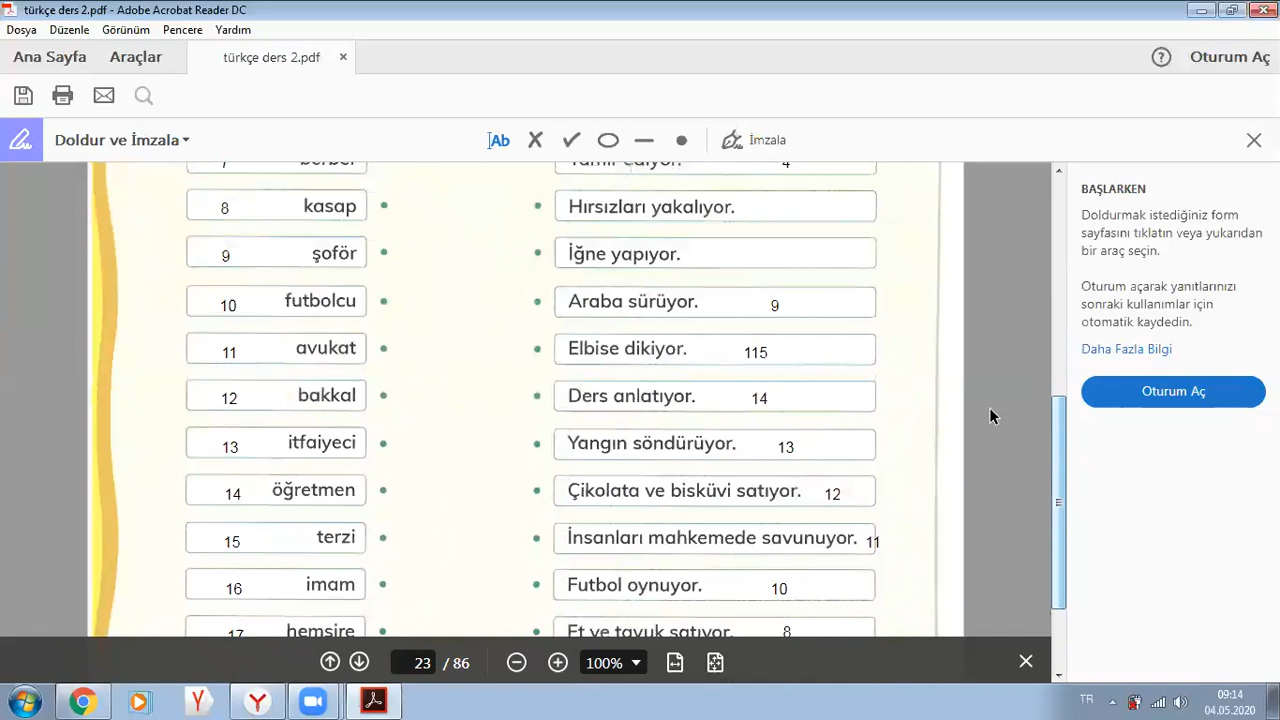 türkçe ders 2.pdf - Adobe Acrobat Reader DC
Dosya Düzenle Görünüm Pencere Yardım
Ana Sayfa Araçlar türkçe ders 2.pdf Oturum Aç
Doldur ve İmzala Ab İmzala
7 berber Tamir ediyor. 4
8 kasap Hırsızları yakalıyor.
9 şoför İğne yapıyor.
10 futbolcu Araba sürüyor. 9
11 avukat Elbise dikiyor. 115
12 bakkal Ders anlatıyor. 14
13 itfaiyeci Yangın söndürüyor. 13
14 öğretmen Çikolata ve bisküvi satıyor. 12
15 terzi İnsanları mahkemede savunuyor. 11
16 imam Futbol oynuyor. 10
17 hemşire Et ve tavuk satıyor. 8
BAŞLARKEN
Doldurmak istediğiniz form
sayfasını tıklatın veya yukarıdan
bir araç seçin.
Oturum açarak yanıtlarınızı
sonraki kullanımlar için
otomatik kaydedin.
Daha Fazla Bilgi
Oturum Aç
23 / 86 100%
TR 09:14
04.05.2020